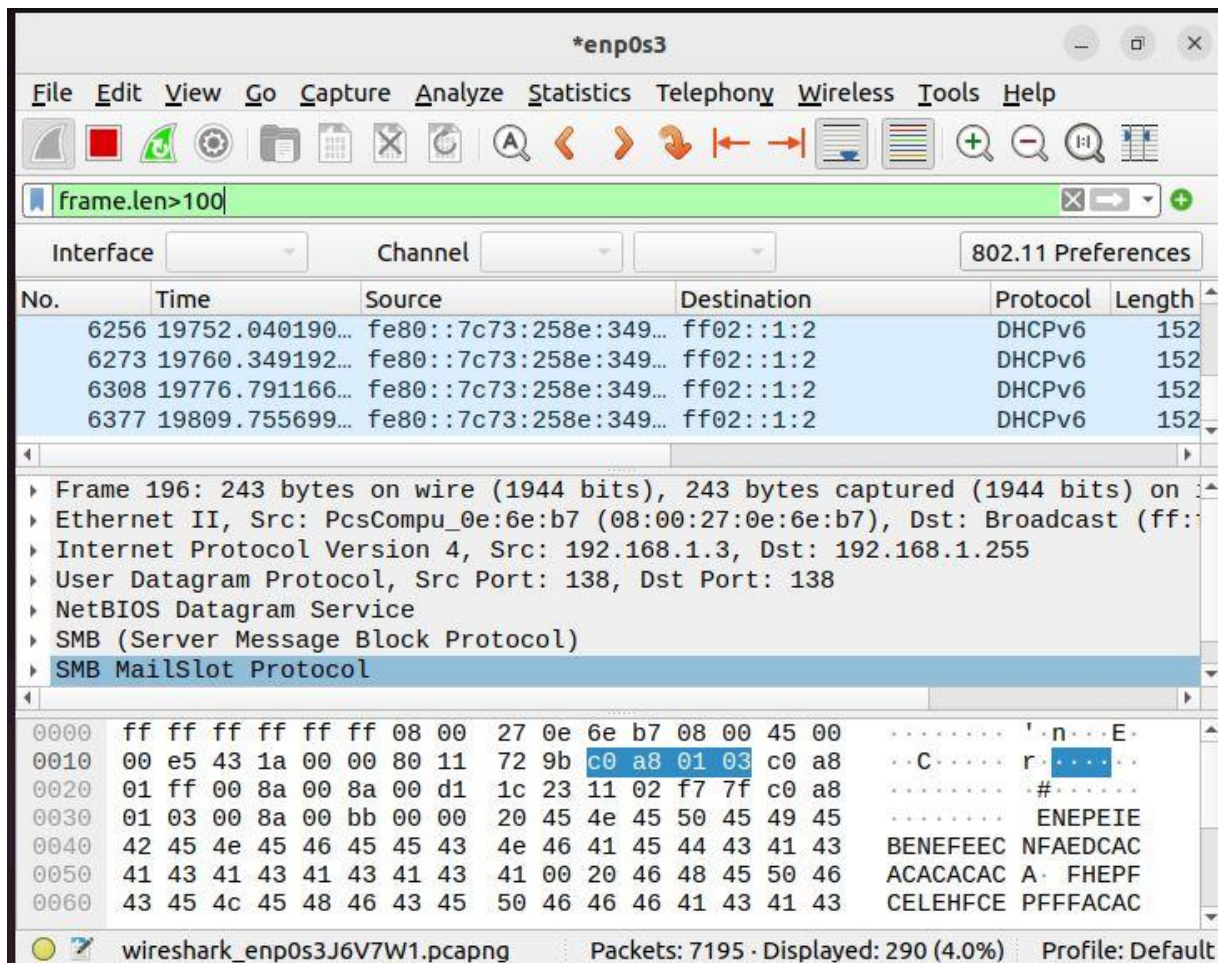 *enp0s3
File Edit View Go Capture Analyze Statistics Telephony Wireless Tools Help
frame.len>100
Interface Channel 802.11 Preferences
No. Time Source Destination Protocol Length
6256 19752.040190… fe80::7c73:258e:349… ff02::1:2 DHCPv6 152
6273 19760.349192… fe80::7c73:258e:349… ff02::1:2 DHCPv6 152
6308 19776.791166… fe80::7c73:258e:349… ff02::1:2 DHCPv6 152
6377 19809.755699… fe80::7c73:258e:349… ff02::1:2 DHCPv6 152
Frame 196: 243 bytes on wire (1944 bits), 243 bytes captured (1944 bits) on
Ethernet II, Src: PcsCompu_0e:6e:b7 (08:00:27:0e:6e:b7), Dst: Broadcast (ff:
Internet Protocol Version 4, Src: 192.168.1.3, Dst: 192.168.1.255
User Datagram Protocol, Src Port: 138, Dst Port: 138
NetBIOS Datagram Service
SMB (Server Message Block Protocol)
SMB MailSlot Protocol
0000 ff ff ff ff ff ff 08 00 27 0e 6e b7 08 00 45 00 ········ '·n···E·
0010 00 e5 43 1a 00 00 80 11 72 9b c0 a8 01 03 c0 a8 ··C····· r·······
0020 01 ff 00 8a 00 8a 00 d1 1c 23 11 02 f7 7f c0 a8 ········ ·#······
0030 01 03 00 8a 00 bb 00 00 20 45 4e 45 50 45 49 45 ········ ENEPEIE
0040 42 45 4e 45 46 45 45 43 4e 46 41 45 44 43 41 43 BENEFEEC NFAEDCAC
0050 41 43 41 43 41 43 41 43 41 00 20 46 48 45 50 46 ACACACAC A· FHEPF
0060 43 45 4c 45 48 46 43 45 50 46 46 46 41 43 41 43 CELEHFCE PFFFACAC
wireshark_enp0s3J6V7W1.pcapng Packets: 7195 · Displayed: 290 (4.0%) Profile: Default